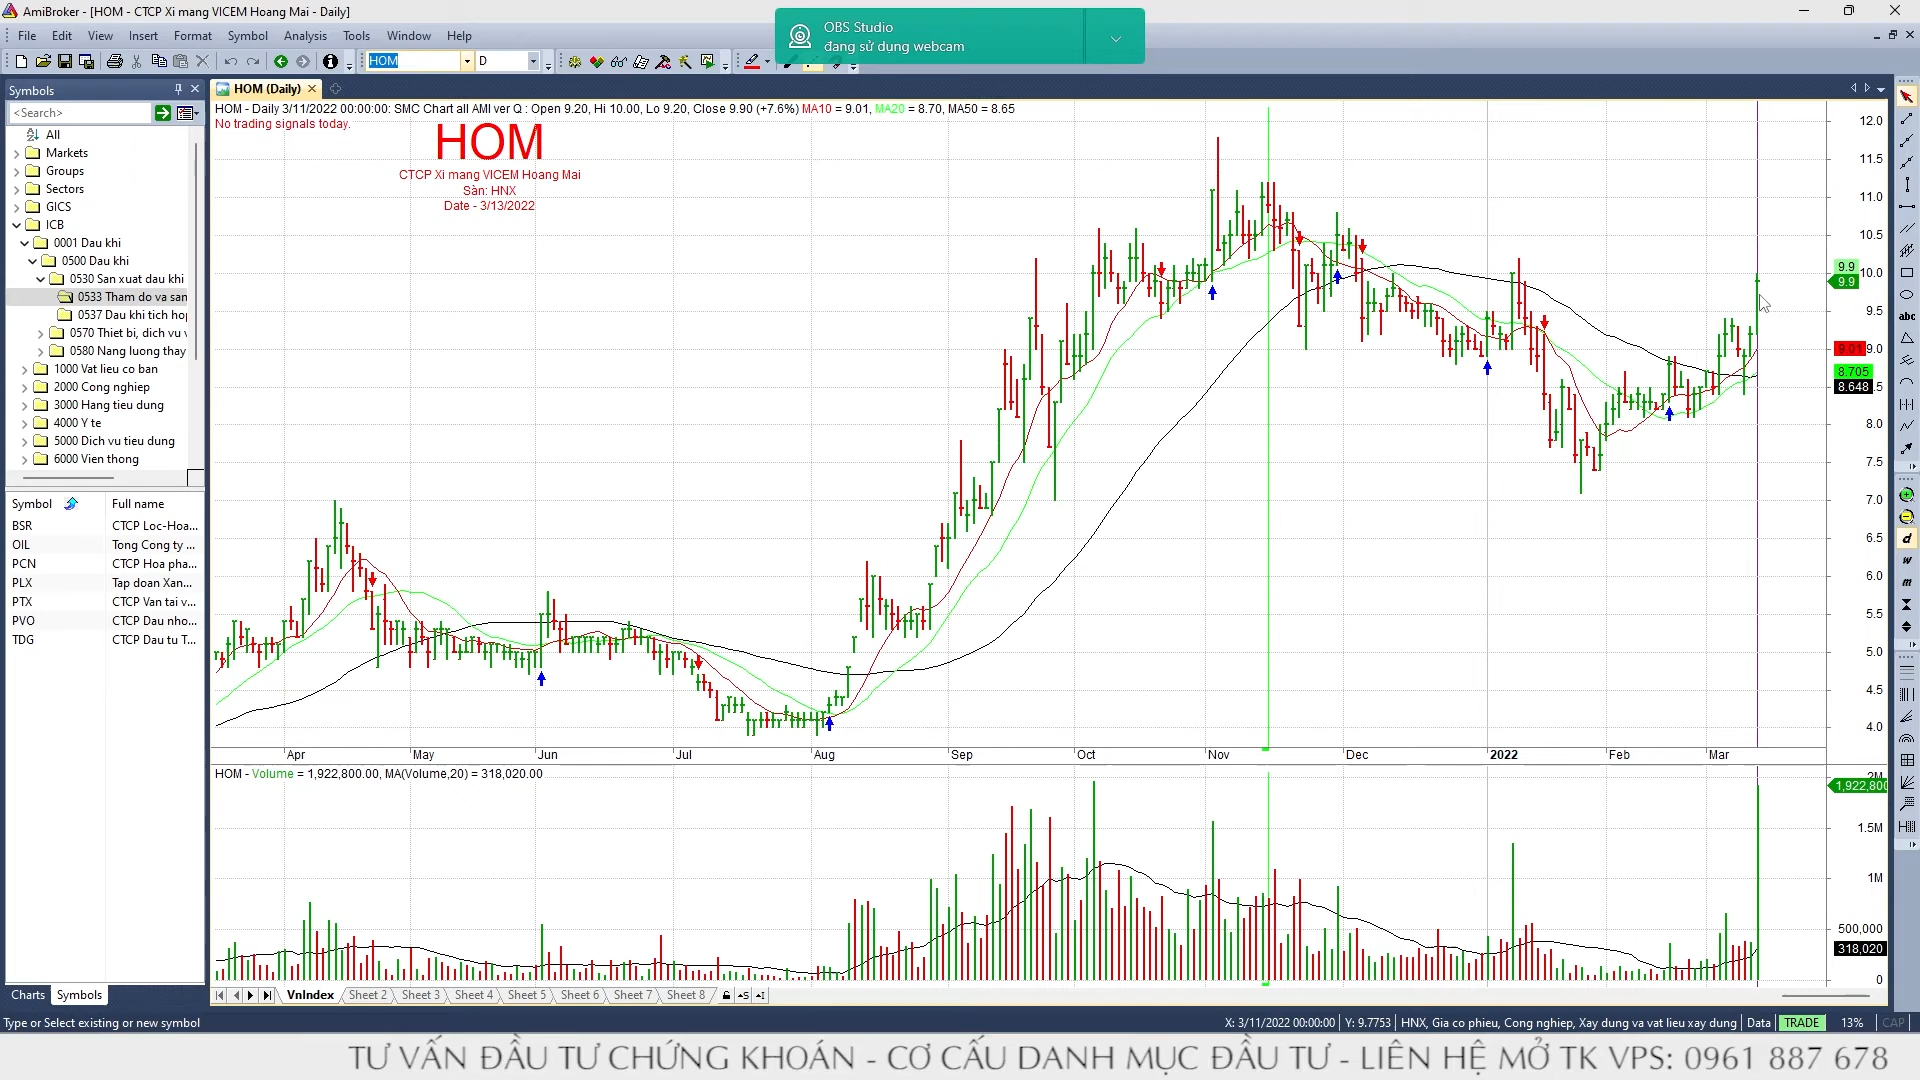 AmiBroker - [HOM - CTCP Xi mang VICEM Hoang Mai - Daily]
OBS Studio
đang sử dụng webcam
File Edit View Insert Format Symbol Analysis Tools Window Help
HOM D
Symbols
HOM (Daily)
<Search>
HOM - Daily 3/11/2022 00:00:00: SMC Chart all AMI ver Q : Open 9.20, Hi 10.00, Lo 9.20, Close 9.90 (+7.6%) MA10 = 9.01, MA20 = 8.70, MA50 = 8.65
No trading signals today.
HOM
CTCP Xi mang VICEM Hoang Mai
Sàn: HNX
Date - 3/13/2022
All
Markets
Groups
Sectors
GICS
ICB
0001 Dau khi
0500 Dau khi
0530 San xuat dau khi
0533 Tham do va san
0537 Dau khi tich hop
0570 Thiet bi, dich vu v
0580 Nang luong thay
1000 Vat lieu co ban
2000 Cong nghiep
3000 Hang tieu dung
4000 Y te
5000 Dich vu tieu dung
6000 Vien thong
Symbol Full name
BSR CTCP Loc-Hoa...
OIL Tong Cong ty ...
PCN CTCP Hoa pha...
PLX Tap doan Xan...
PTX CTCP Van tai v...
PVO CTCP Dau nho...
TDG CTCP Dau tu T...
12.0
11.5
11.0
10.5
9.9
10.0
9.9
9.5
9.01 9.0
8.705
8.648 8.5
8.0
7.5
7.0
6.5
6.0
5.5
5.0
4.5
4.0
abc
d
w
m
Apr May Jun Jul Aug Sep Oct Nov Dec 2022 Feb Mar
HOM - Volume = 1,922,800.00, MA(Volume,20) = 318,020.00
2M
1,922,800
1.5M
1M
500,000
318,020
0
Charts Symbols
VnIndex Sheet 2 Sheet 3 Sheet 4 Sheet 5 Sheet 6 Sheet 7 Sheet 8
Type or Select existing or new symbol
X: 3/11/2022 00:00:00 Y: 9.7753 HNX, Gia co phieu, Cong nghiep, Xay dung va vat lieu xay dung Data TRADE 13% CAP
TƯ VẤN ĐẦU TƯ CHỨNG KHOÁN - CƠ CẤU DANH MỤC ĐẦU TƯ - LIÊN HỆ MỞ TK VPS: 0961 887 678